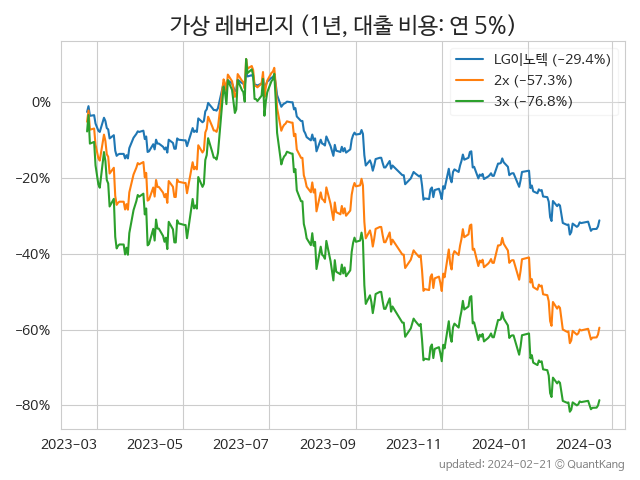 가상 레버리지 (1년, 대출 비용: 연 5%)
LG이노텍 (−29.4%)
2x (−57.3%)
3x (−76.8%)
0%
−20%
−40%
−60%
−80%
2023−03 2023−05 2023−07 2023−09 2023−11 2024−01 2024−03
updated: 2024-02-21 © QuantKang